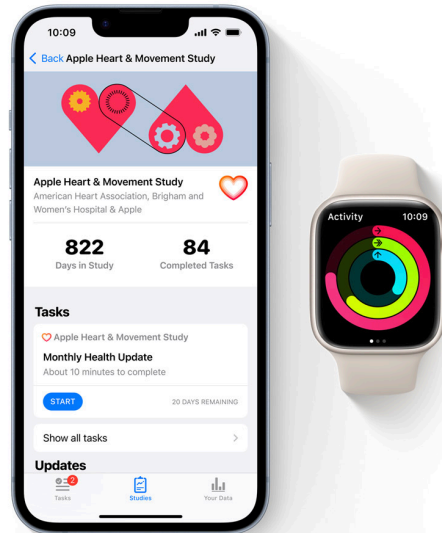 10:09
Back Apple Heart & Movement Study
Apple Heart & Movement Study
American Heart Association, Brigham and
Women's Hospital & Apple
822
Days in Study
84
Completed Tasks
Tasks
Apple Heart & Movement Study
Monthly Health Update
About 10 minutes to complete
START
20 DAYS REMAINING
Show all tasks
Updates
2
Tasks
Studies
Your Data
Activity
10:09